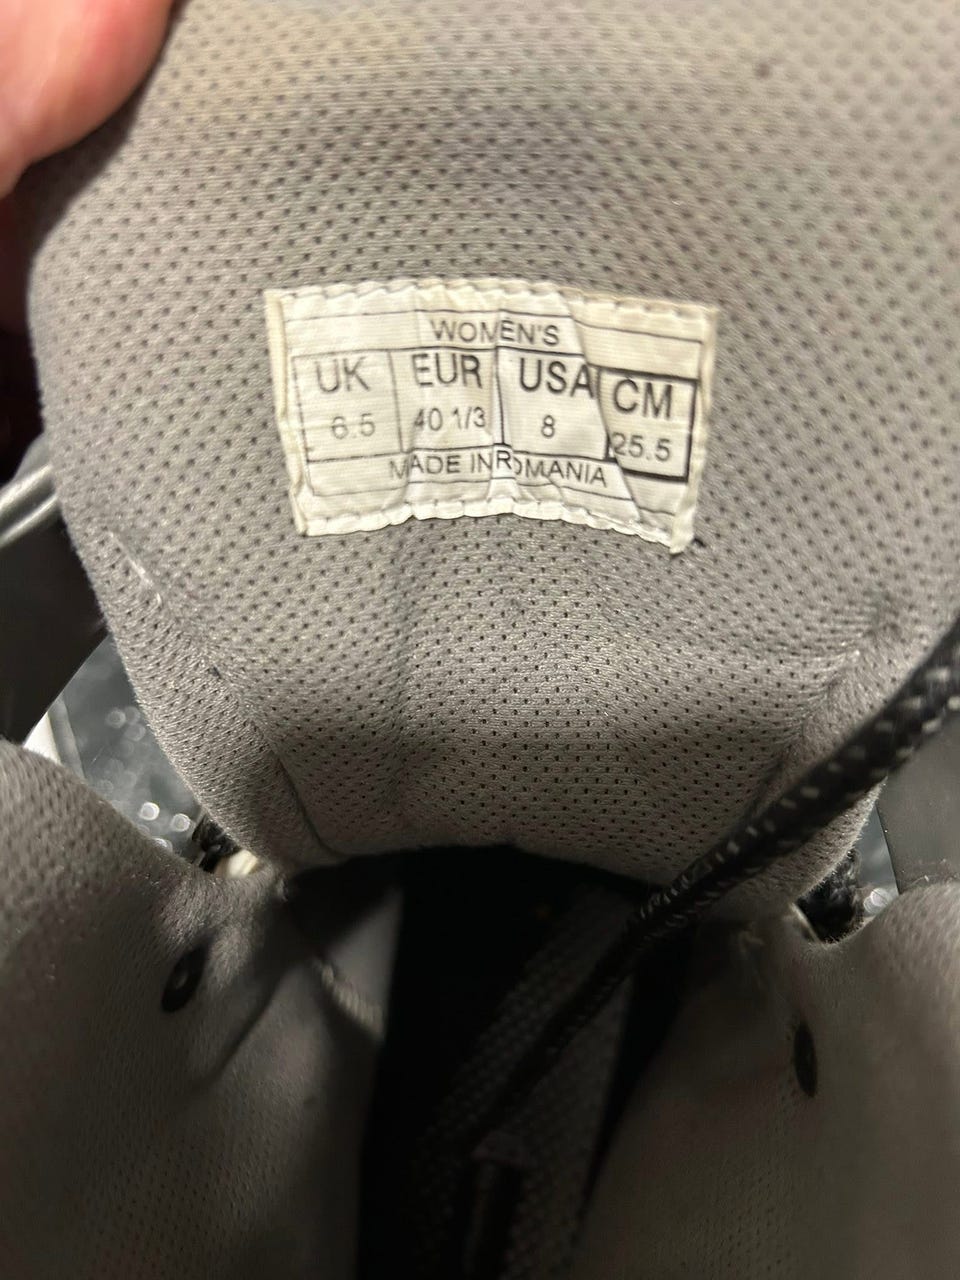 WOMEN'S
UK EUR USA CM
6.5 40 1/3 8 25.5
MADE IN ROMANIA